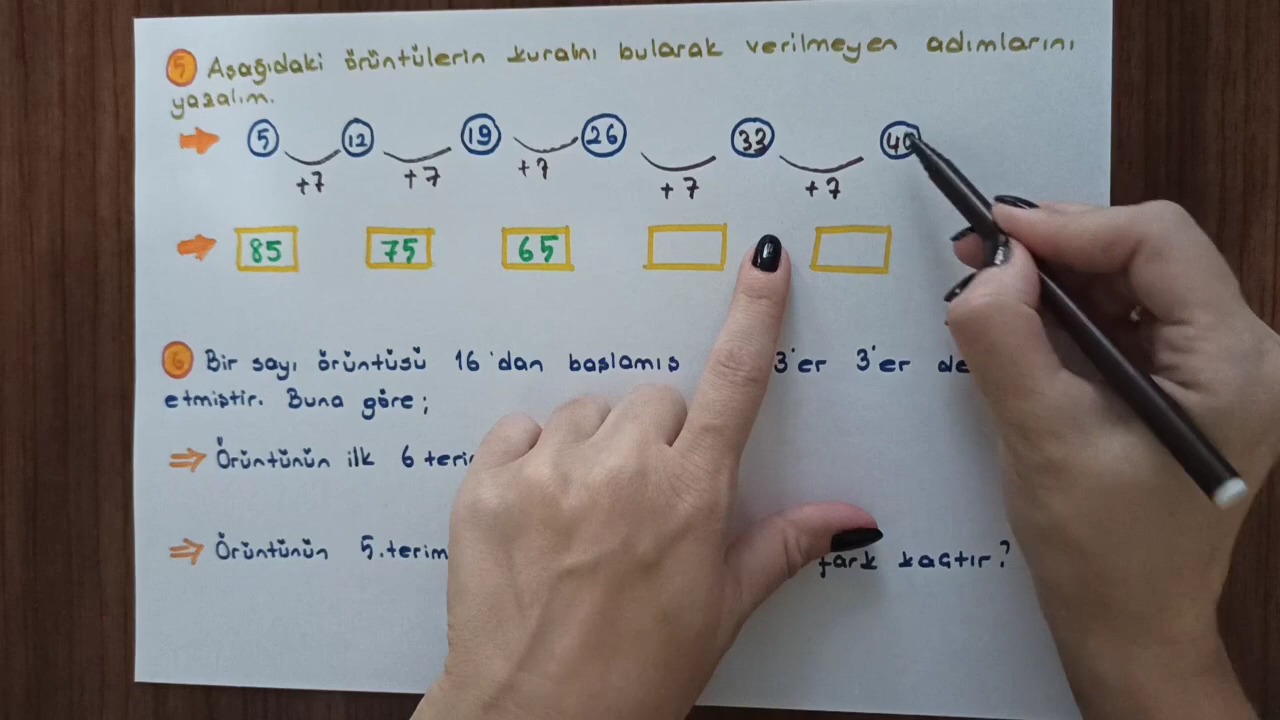 5 Aşağıdaki örüntülerin kuralını bularak verilmeyen adımlarını
yazalım.
5 12 19 26 33 40
+7 +7 +7 +7 +7
85 75 65
6 Bir sayı örüntüsü 16'dan başlamış 3'er 3'er
etmiştir. Buna göre;
Örüntünün ilk 6
Örüntünün 5.terim
fark kaçtır?